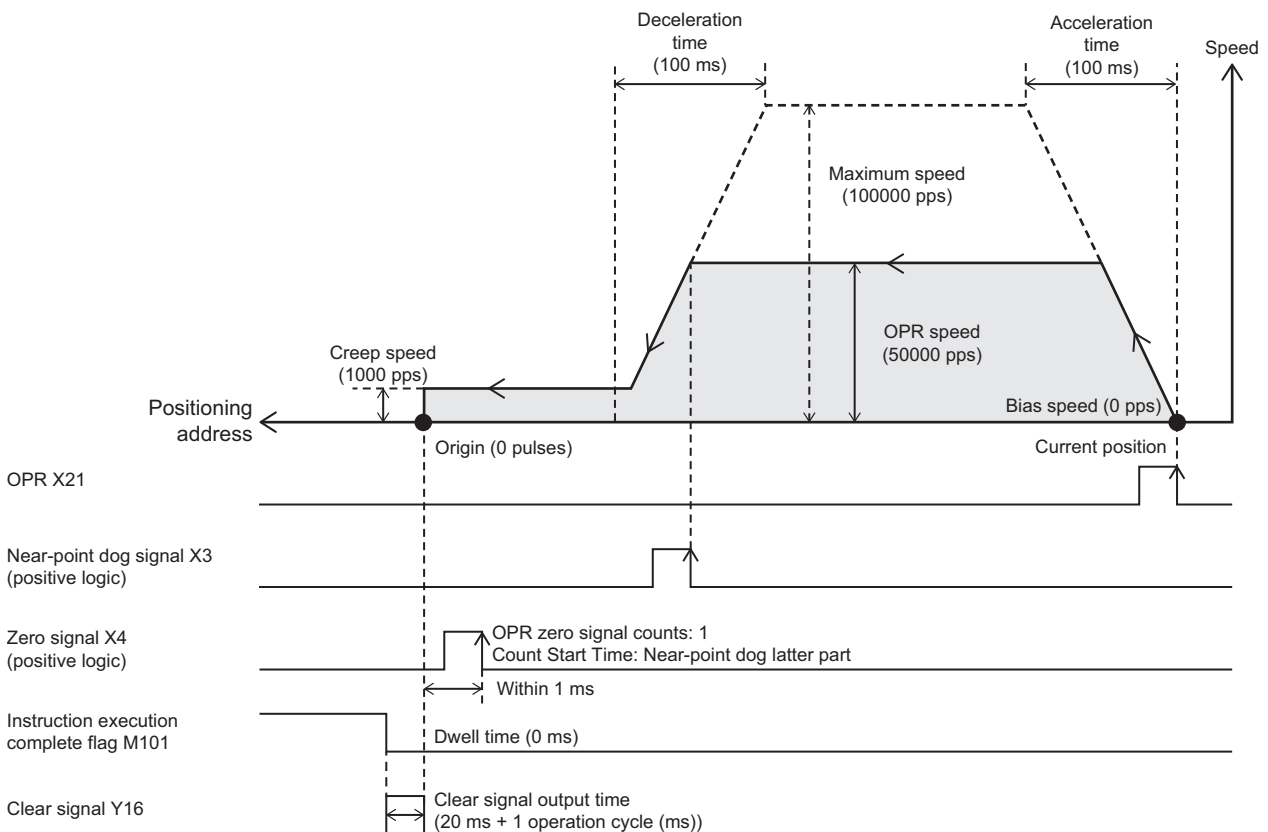 Deceleration
time
(100 ms)
Acceleration
time
(100 ms)
Speed
Maximum speed
(100000 pps)
OPR speed
(50000 pps)
Creep speed
(1000 pps)
Bias speed (0 pps)
Positioning
address
Origin (0 pulses)
Current position
OPR X21
Near-point dog signal X3
(positive logic)
Zero signal X4
(positive logic)
OPR zero signal counts: 1
Count Start Time: Near-point dog latter part
Within 1 ms
Instruction execution
complete flag M101
Dwell time (0 ms)
Clear signal Y16
Clear signal output time
(20 ms + 1 operation cycle (ms))